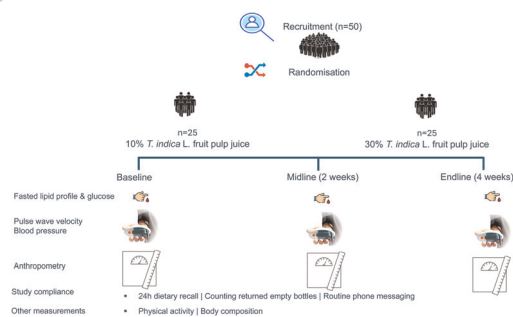 Recruitment (n=50)
Randomisation
n=25
10% T. indica L. fruit pulp juice
n=25
30% T. indica L. fruit pulp juice
Baseline
Midline (2 weeks)
Endline (4 weeks)
Fasted lipid profile & glucose
Pulse wave velocity
Blood pressure
Anthropometry
Study compliance
• 24h dietary recall | Counting returned empty bottles | Routine phone messaging
Other measurements
• Physical activity | Body composition